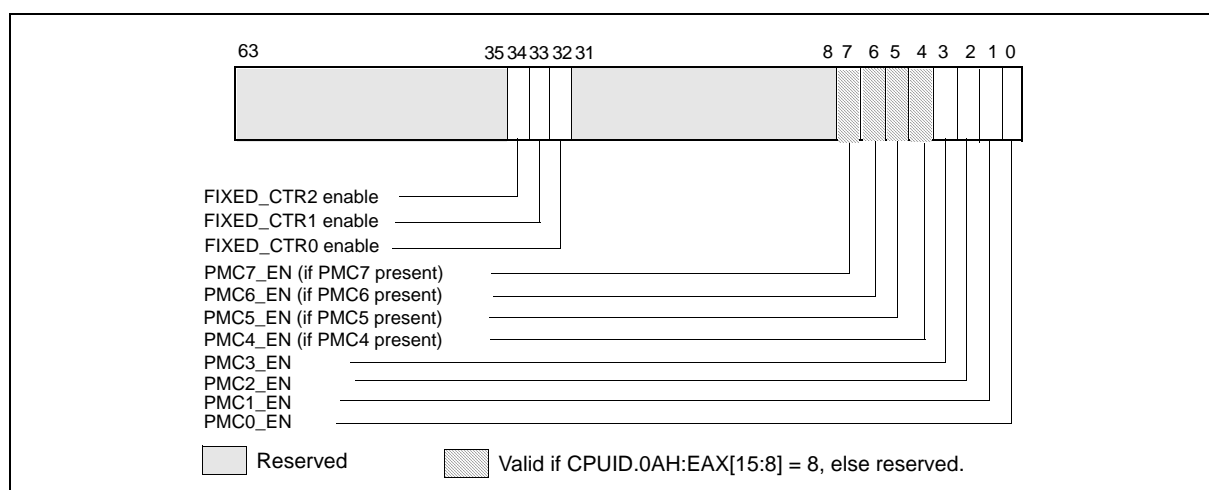 63 35 34 33 32 31 8 7 6 5 4 3 2 1 0
FIXED_CTR2 enable
FIXED_CTR1 enable
FIXED_CTR0 enable
PMC7_EN (if PMC7 present)
PMC6_EN (if PMC6 present)
PMC5_EN (if PMC5 present)
PMC4_EN (if PMC4 present)
PMC3_EN
PMC2_EN
PMC1_EN
PMC0_EN
Reserved
Valid if CPUID.0AH:EAX[15:8] = 8, else reserved.